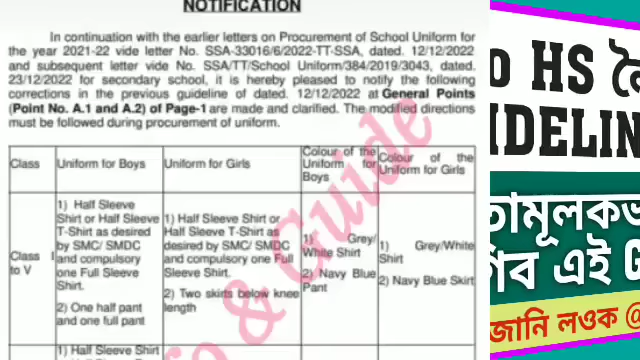 NOTIFICATION
In continuation with the earlier letters on Procurement of School Uniform for
the year 2021-22 vide letter No. SSA-33016/6/2022-TT-SSA, dated. 12/12/2022
and subsequent letter vide No. SSA/TT/School Uniform/384/2019/3043, dated.
23/12/2022 for secondary school, it is hereby pleased to notify the following
corrections in the previous guideline of dated. 12/12/2022 at General Points
(Point No. A.1 and A.2) of Page-1 are made and clarified. The modified directions
must be followed during procurement of uniform.
Class
Uniform for Boys
Uniform for Girls
Colour of the
Uniform for
Boys
Colour of the
Uniform for Girls
Class I
to V
1) Half Sleeve
Shirt or Half Sleeve
T-Shirt as desired
by SMC/ SMDC
and compulsory
one Full Sleeve
Shirt.
2) One half pant
and one full pant
1) Half Sleeve Shirt or
Half Sleeve T-Shirt as
desired by SMC/ SMDC
and compulsory one Full
Sleeve Shirt.
2) Two skirts below knee
length
1) Grey/
White Shirt
2) Navy Blue
Pant
1) Grey/White
Shirt
2) Navy Blue Skirt
1) Half Sleeve Shirt
& Guide
HS লৈ
IDELIN
তামূলকভ
এই G
জানি লওক @